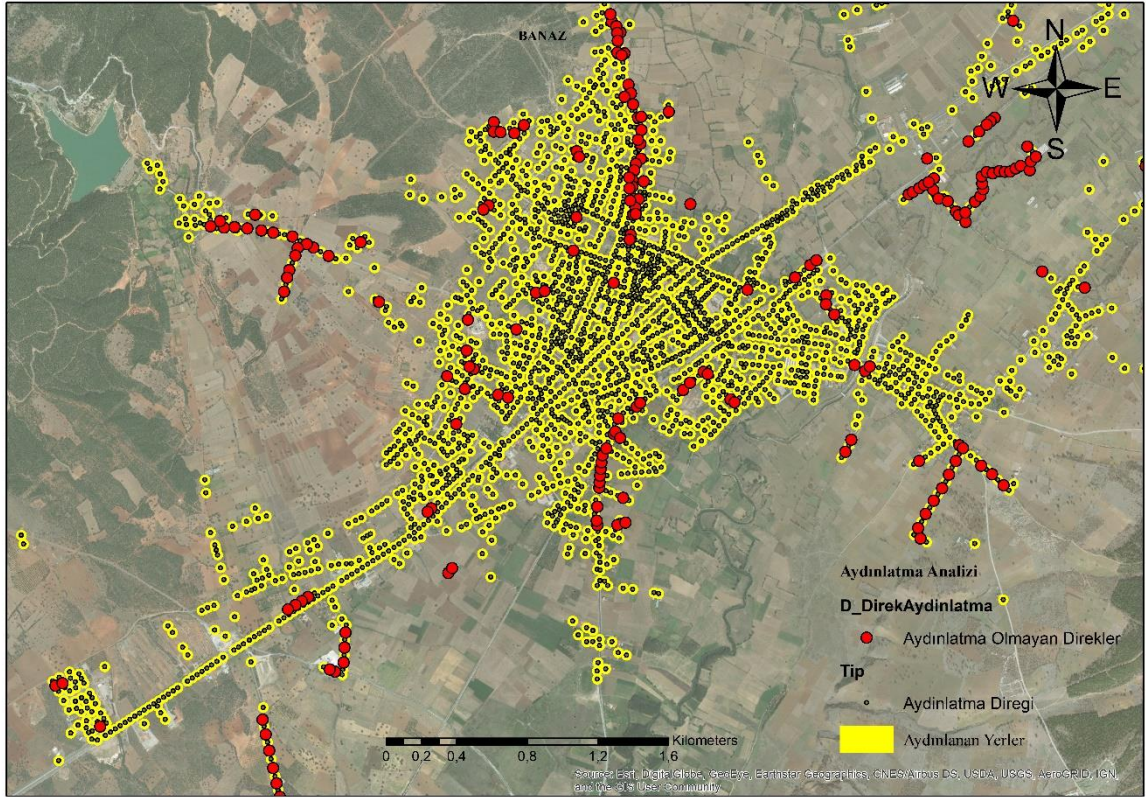 BANAZ
N
W E
S
Aydınlatma Analizi
D_DirekAydinlatma
Aydınlatma Olmayan Direkler
Tip
Aydinlatma Diregi
Aydınlanan Yerler
Kilometers
0 0,2 0,4 0,8 1,2 1,6
Source: Esri, DigitalGlobe, GeoEye, Earthstar Geographics, CNES/Airbus DS, USDA, USGS, AeroGRID, IGN,
and the GIS User Community